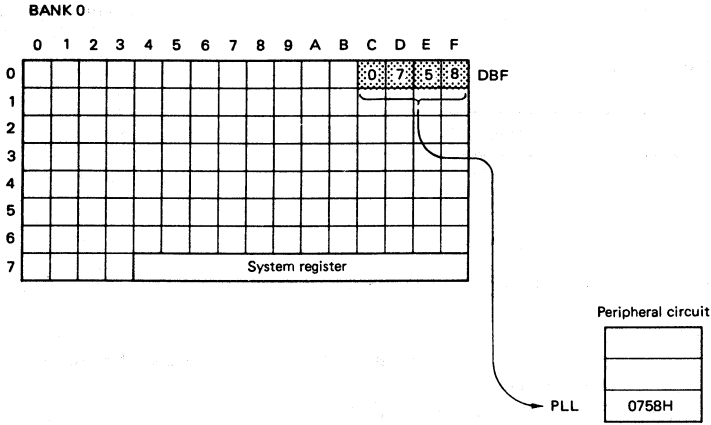 BANK 0
0 1 2 3 4 5 6 7 8 9 A B C D E F
0 0 7 5 8 DBF
1
2
3
4
5
6
7 System register
Peripheral circuit
PLL 0758H